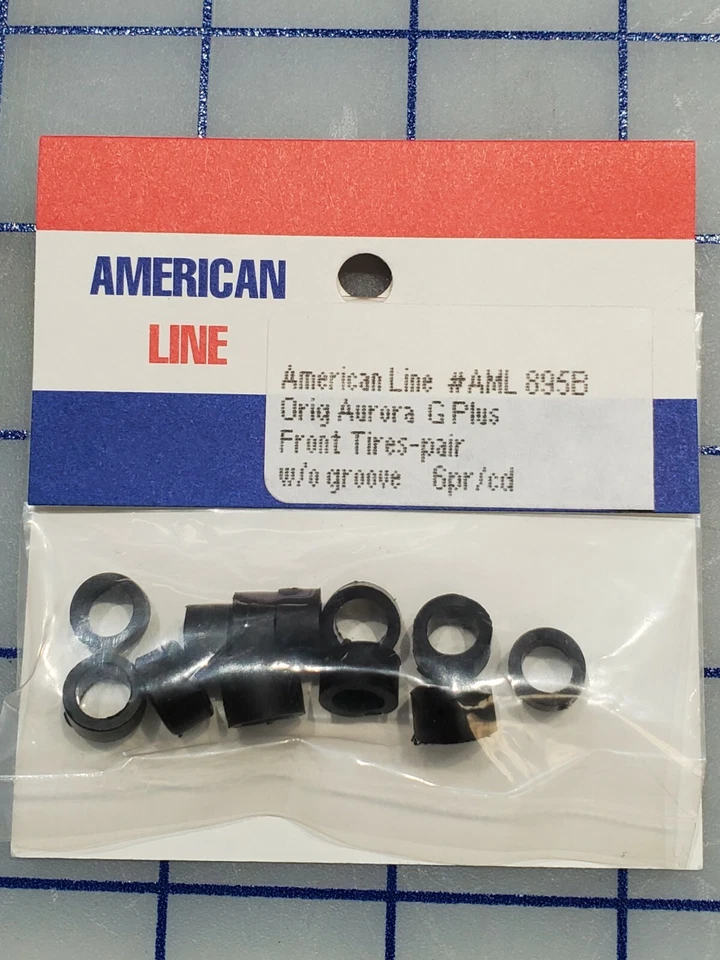 AMERICAN
LINE
American Line #AML 895B
Orig Aurora G Plus
Front Tires-pair
w/o groove 6pr/cd